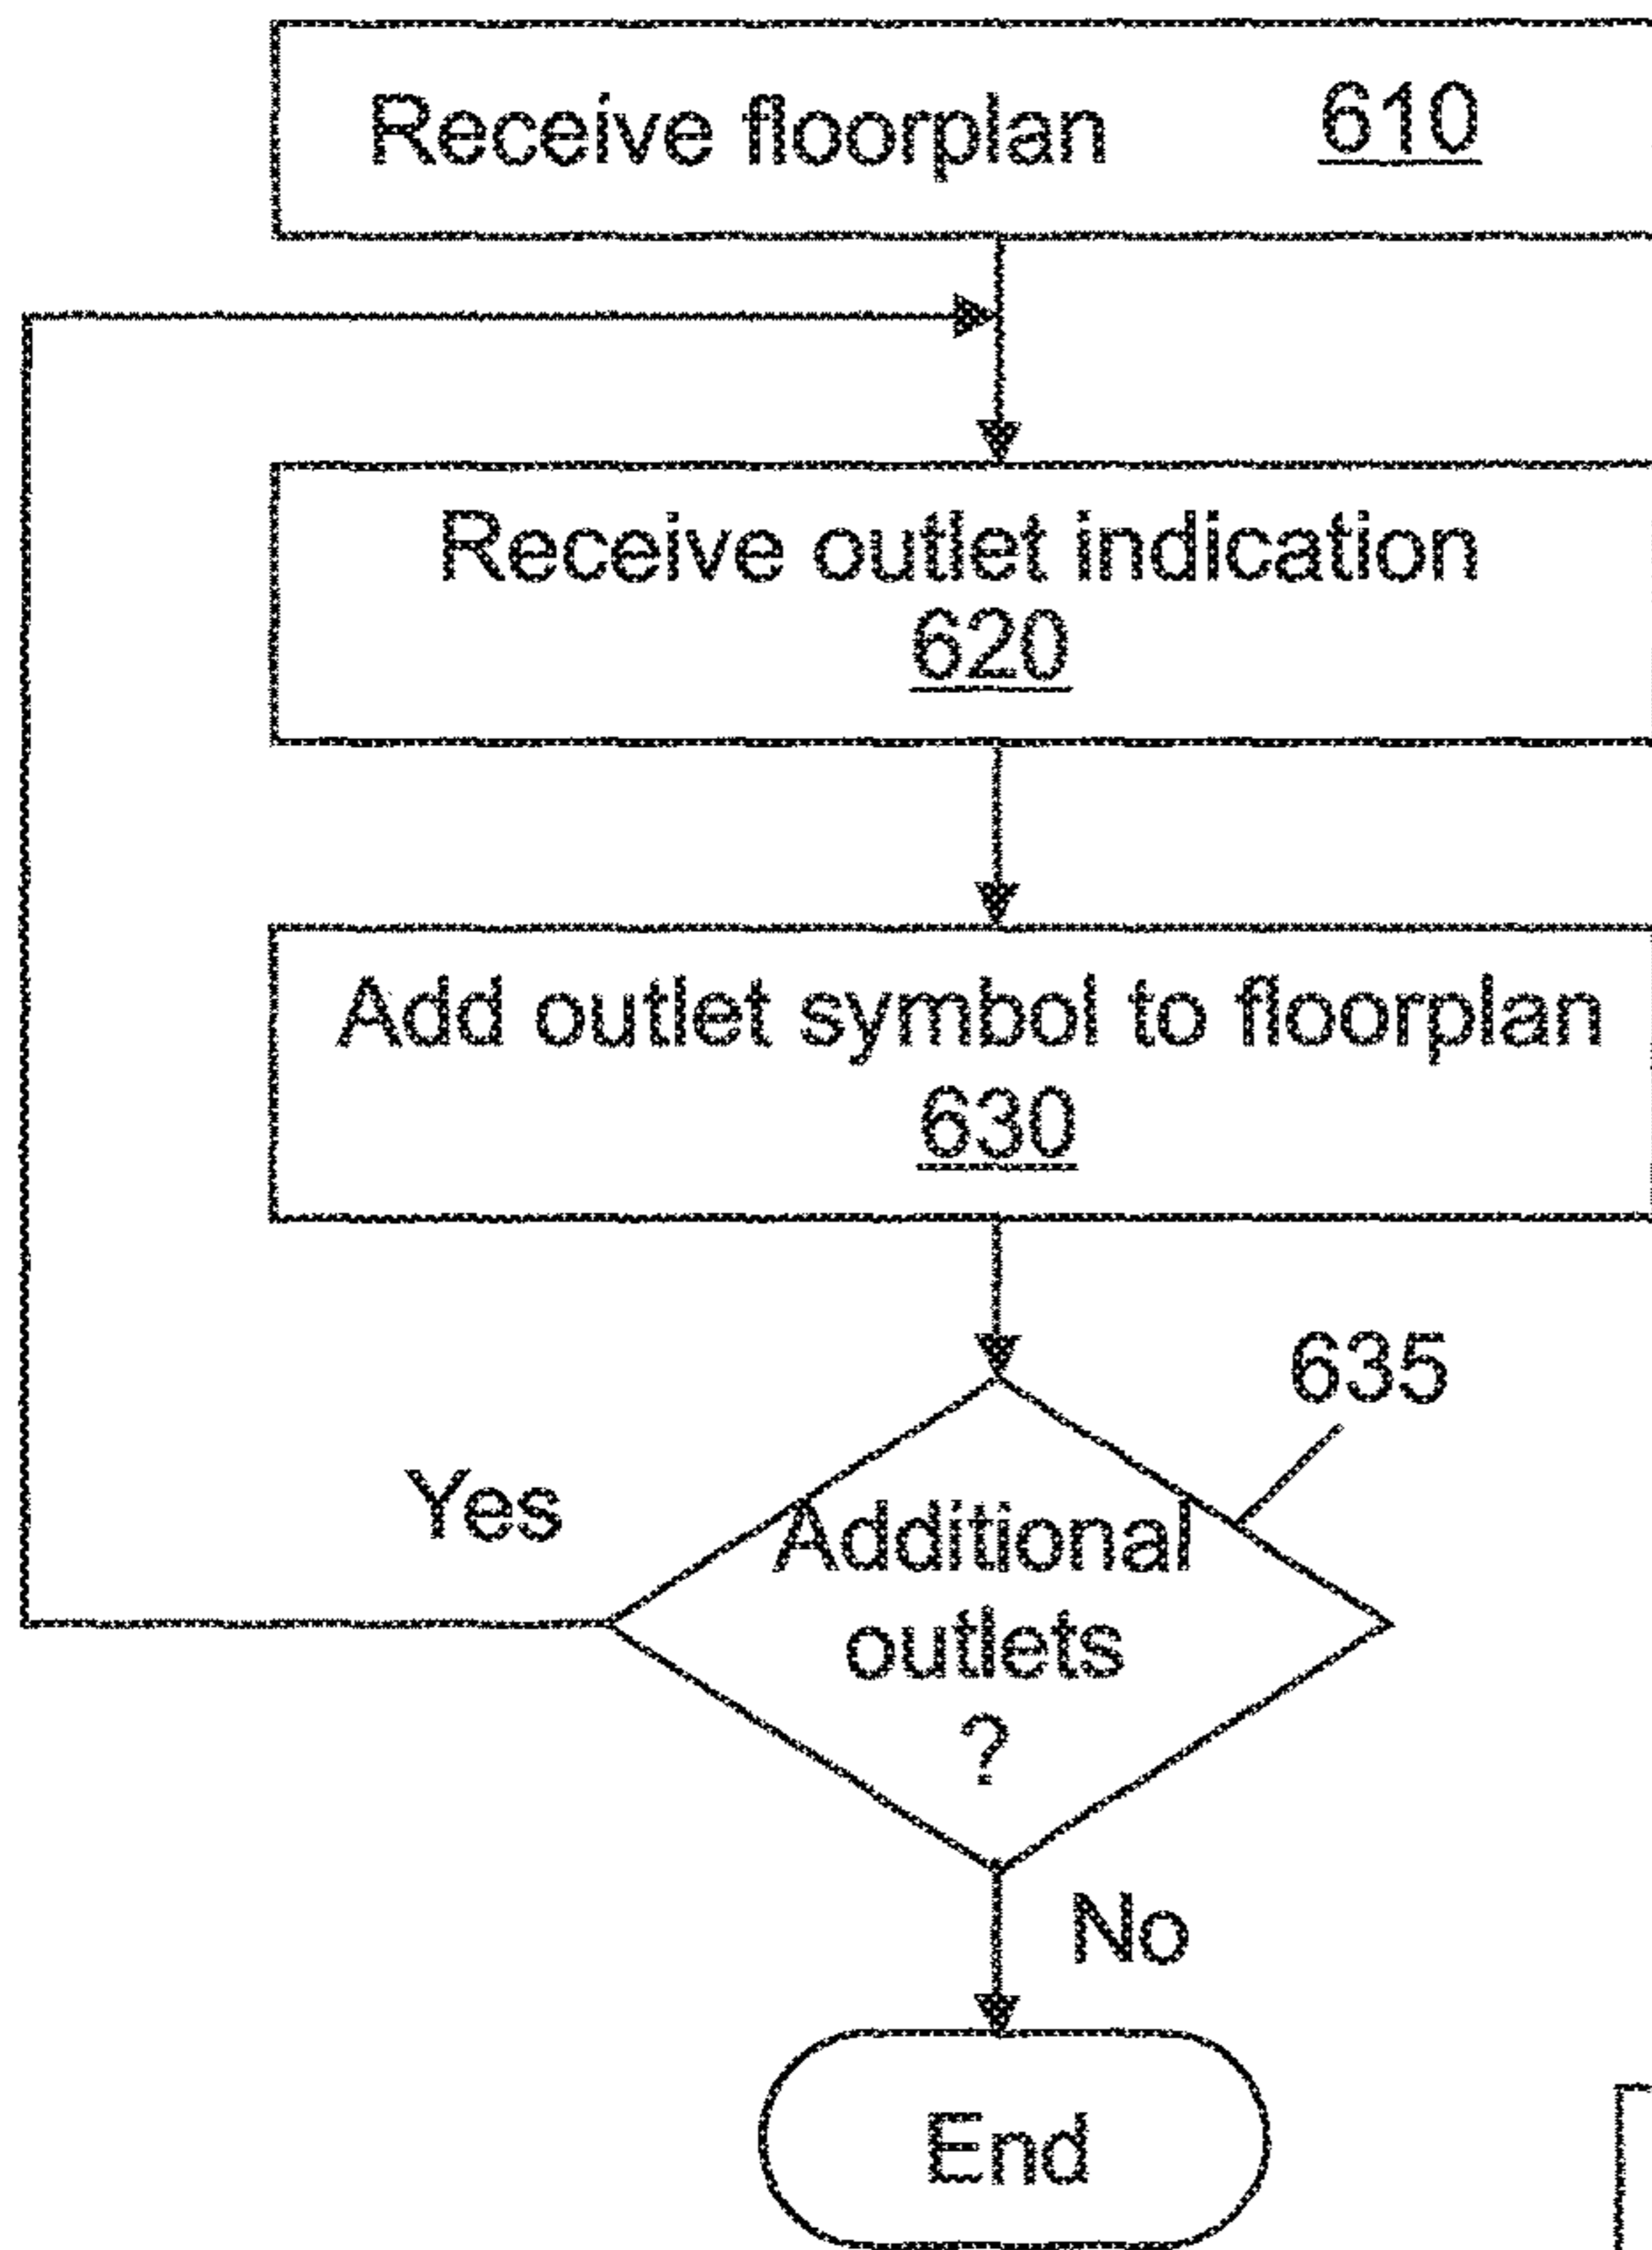 Receive floorplan 610
Receive outlet indication
620
Add outlet symbol to floorplan
630
635
Yes
Additional
outlets
?
No
End